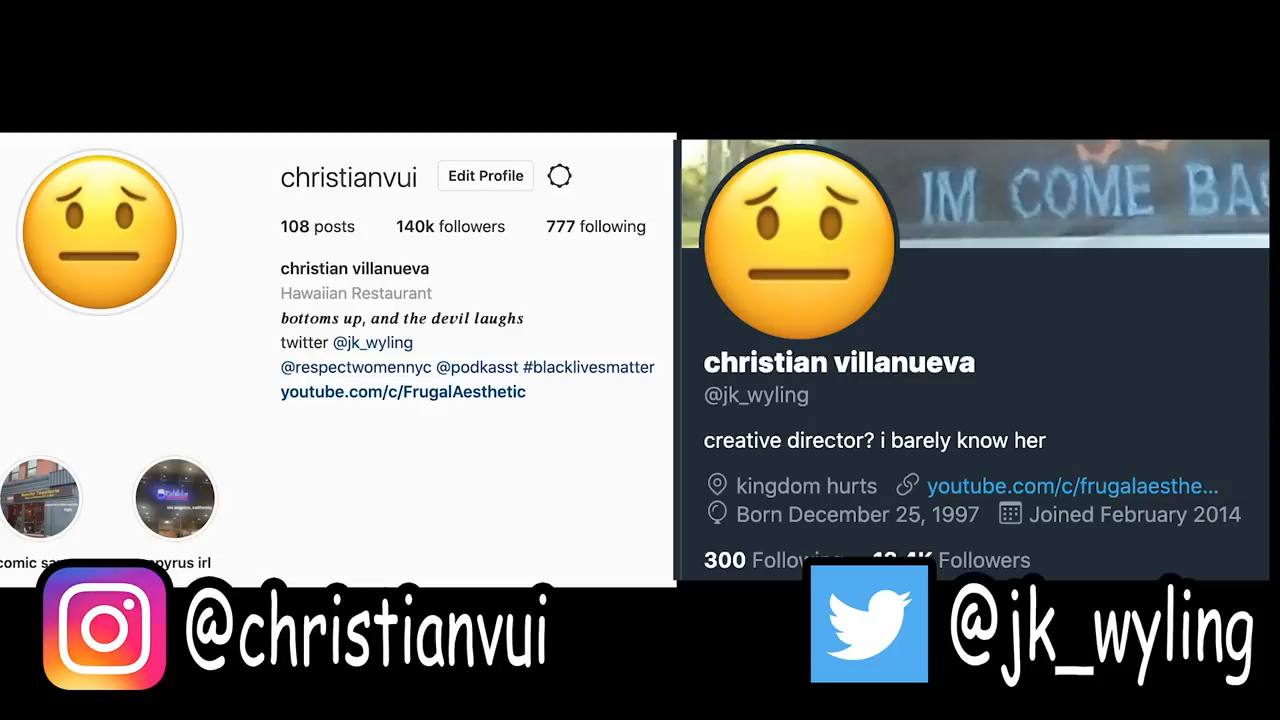 christianvui Edit Profile
108 posts 140k followers 777 following
christian villanueva
Hawaiian Restaurant
bottoms up, and the devil laughs
twitter @jk_wyling
@respectwomennyc @podkasst #blacklivesmatter
youtube.com/c/FrugalAesthetic
irl
@christianvui
IM COME
christian villanueva
@jk_wyling
creative director? i barely know her
kingdom hurts youtube.com/c/frugalaesthe...
Born December 25, 1997 Joined February 2014
300 Followers
@jk_wyling